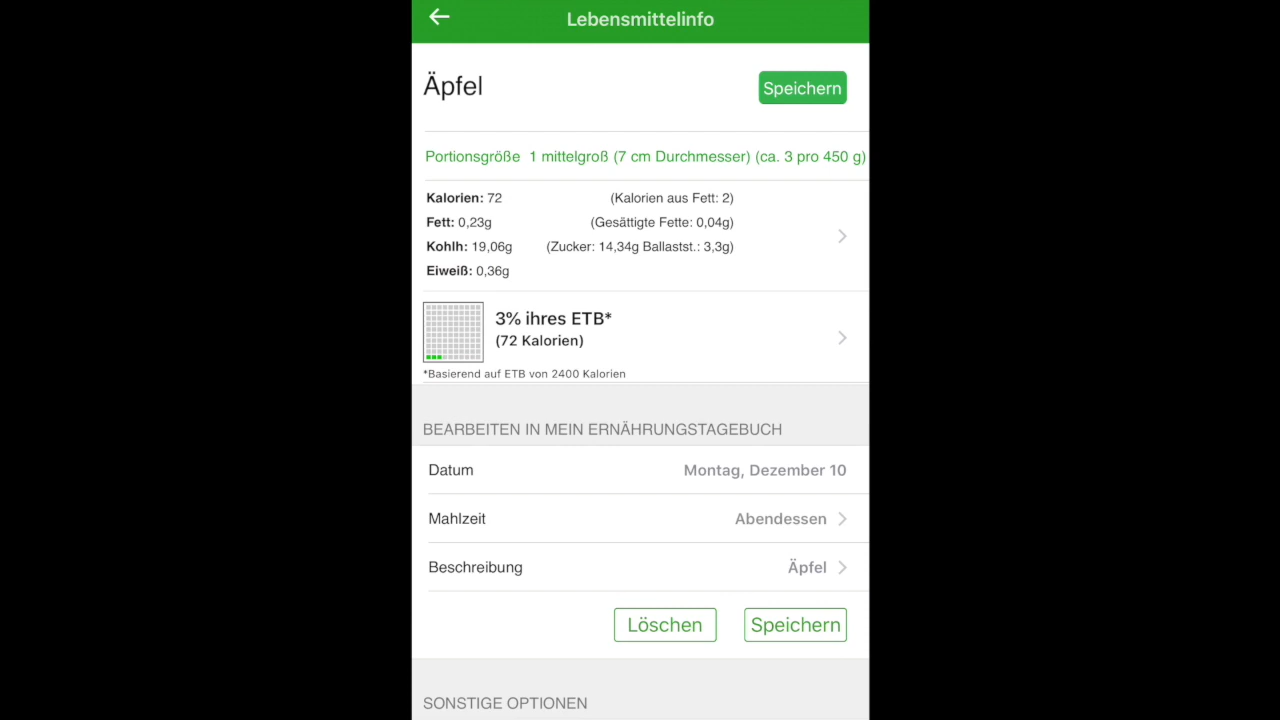 Lebensmittelinfo
Äpfel
Speichern
Portionsgröße 1 mittelgroß (7 cm Durchmesser) (ca. 3 pro 450 g)
Kalorien: 72 (Kalorien aus Fett: 2)
Fett: 0,23g (Gesättigte Fette: 0,04g)
Kohlh: 19,06g (Zucker: 14,34g Ballastst.: 3,3g)
Eiweiß: 0,36g
3% ihres ETB*
(72 Kalorien)
*Basierend auf ETB von 2400 Kalorien
BEARBEITEN IN MEIN ERNÄHRUNGSTAGEBUCH
Datum Montag, Dezember 10
Mahlzeit Abendessen
Beschreibung Äpfel
Löschen Speichern
SONSTIGE OPTIONEN